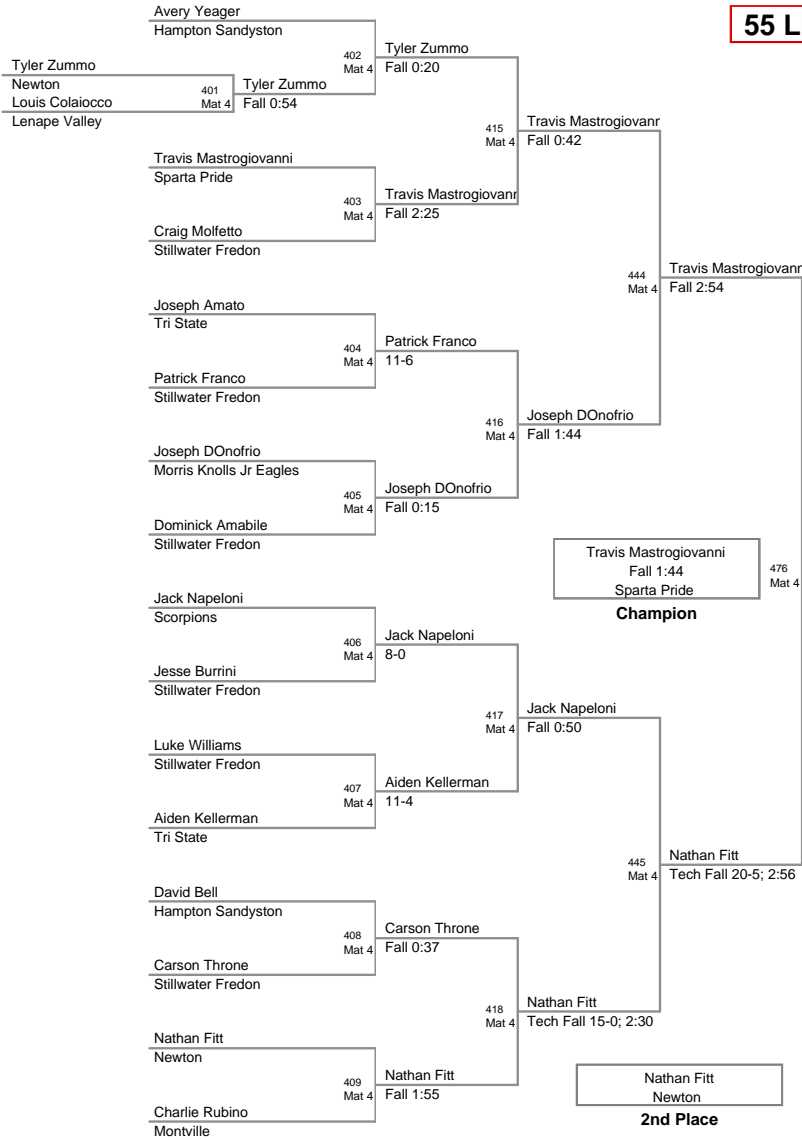 Avery Yeager
55 L
Hampton Sandyston
402
Mat 4
Tyler Zummo
Fall 0:20
Tyler Zummo
Newton
401
Mat 4
Tyler Zummo
Fall 0:54
Louis Colaiocco
Lenape Valley
415
Mat 4
Travis Mastrogiovanr
Fall 0:42
Travis Mastrogiovanni
Sparta Pride
403
Mat 4
Travis Mastrogiovanr
Fall 2:25
Craig Molfetto
Stillwater Fredon
444
Mat 4
Travis Mastrogiovanr
Fall 2:54
Joseph Amato
Tri State
404
Mat 4
Patrick Franco
11-6
Patrick Franco
Stillwater Fredon
416
Mat 4
Joseph DOnofrio
Fall 1:44
Joseph DOnofrio
Morris Knolls Jr Eagles
405
Mat 4
Joseph DOnofrio
Fall 0:15
Dominick Amabile
Stillwater Fredon
Travis Mastrogiovanni
Fall 1:44
Sparta Pride
476
Mat 4
Champion
Jack Napeloni
Scorpions
406
Mat 4
Jack Napeloni
8-0
Jesse Burrini
Stillwater Fredon
417
Mat 4
Jack Napeloni
Fall 0:50
Luke Williams
Stillwater Fredon
407
Mat 4
Aiden Kellerman
11-4
Aiden Kellerman
Tri State
445
Mat 4
Nathan Fitt
Tech Fall 20-5; 2:56
David Bell
Hampton Sandyston
408
Mat 4
Carson Throne
Fall 0:37
Carson Throne
Stillwater Fredon
418
Mat 4
Nathan Fitt
Tech Fall 15-0; 2:30
Nathan Fitt
Newton
409
Mat 4
Nathan Fitt
Fall 1:55
Charlie Rubino
Montville
Nathan Fitt
Newton
2nd Place